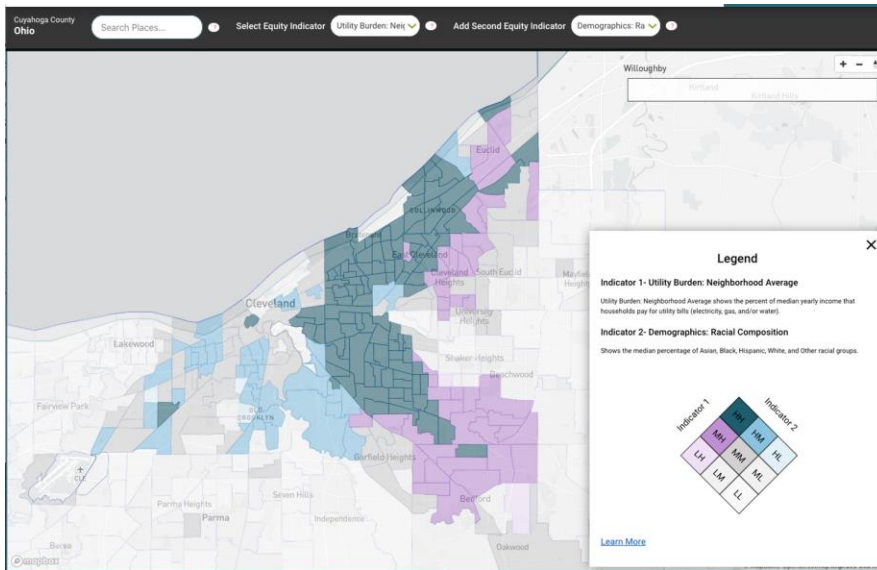 Cuyahoga County
Ohio
Search Places...
?
Select Equity Indicator
Utility Burden: Neig
?
Add Second Equity Indicator
Demographics: Ra
?
Willoughby
+ −
Kirtland
Kirtland Hills
Euclid
COLLINWOOD
East Cleveland
Cleveland Heights
South Euclid
Mayfield Heights
Cleveland
University Heights
Lakewood
Shaker Heights
Beachwood
Fairview Park
OLD BROOKLYN
CLE
Garfield Heights
Parma Heights
Seven Hills
Bedford
Parma
Independence
Berea
Oakwood
mapbox
Legend
Indicator 1- Utility Burden: Neighborhood Average
Utility Burden: Neighborhood Average shows the percent of median yearly income that
households pay for utility bills (electricity, gas, and/or water).
Indicator 2- Demographics: Racial Composition
Shows the median percentage of Asian, Black, Hispanic, White, and Other racial groups.
Indicator 1
Indicator 2
HH
MH HM
LH MM HL
LM ML
LL
Learn More